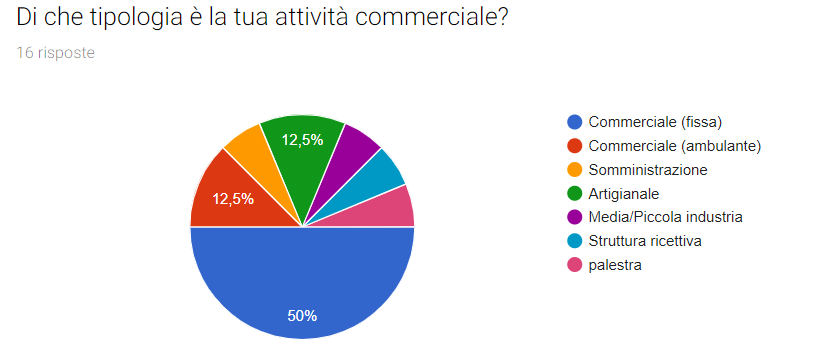 Di che tipologia è la tua attività commerciale?
16 risposte
12,5%
12,5%
50%
Commerciale (fissa)
Commerciale (ambulante)
Somministrazione
Artigianale
Media/Piccola industria
Struttura ricettiva
palestra